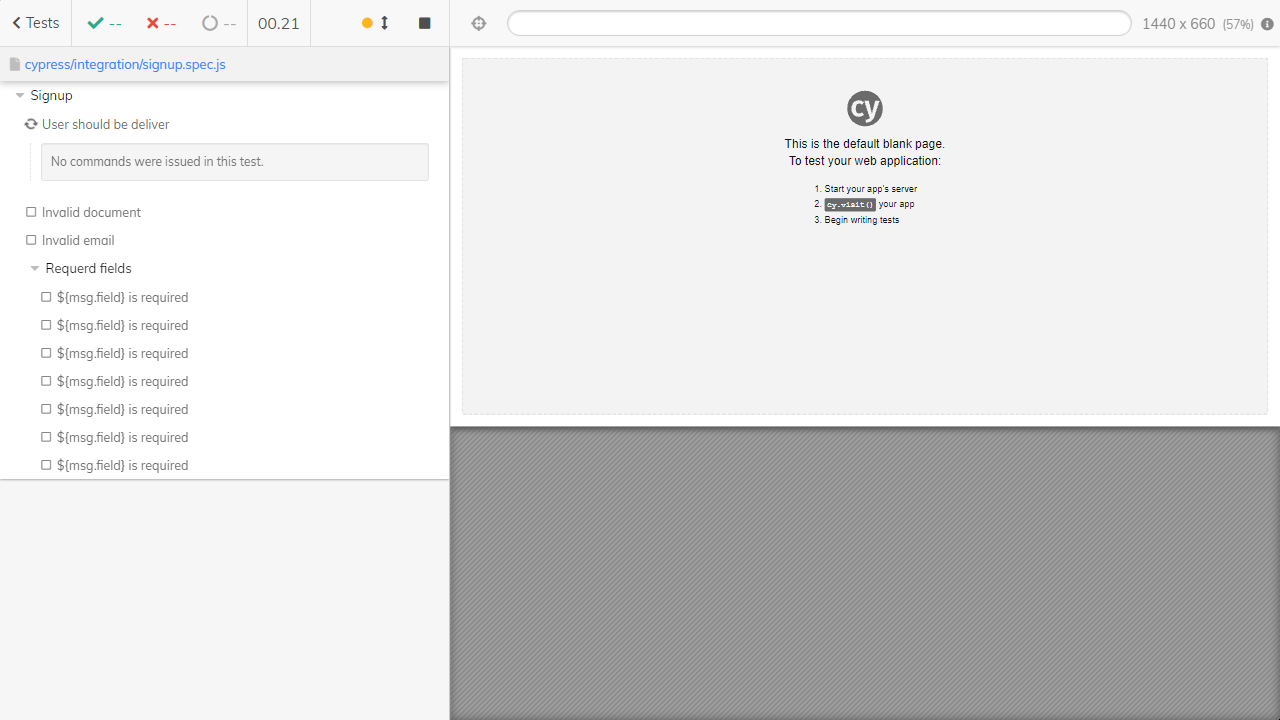 Tests -- -- -- 00.21 1440 x 660 (57%)
cypress/integration/signup.spec.js
Signup
User should be deliver
No commands were issued in this test.
Invalid document
Invalid email
Requerd fields
${msg.field} is required
${msg.field} is required
${msg.field} is required
${msg.field} is required
${msg.field} is required
${msg.field} is required
${msg.field} is required
cy
This is the default blank page.
To test your web application:
1. Start your app's server
2. cy.visit() your app
3. Begin writing tests